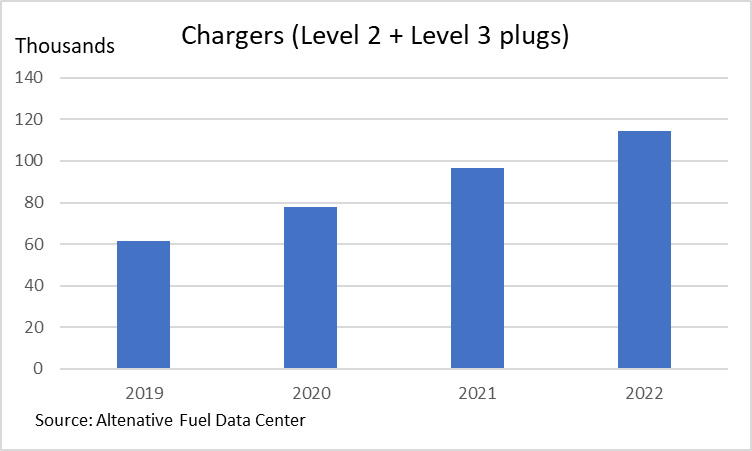 Chargers (Level 2 + Level 3 plugs)
Thousands
140
120
100
80
60
40
20
0
2019 2020 2021 2022
Source: Altenative Fuel Data Center